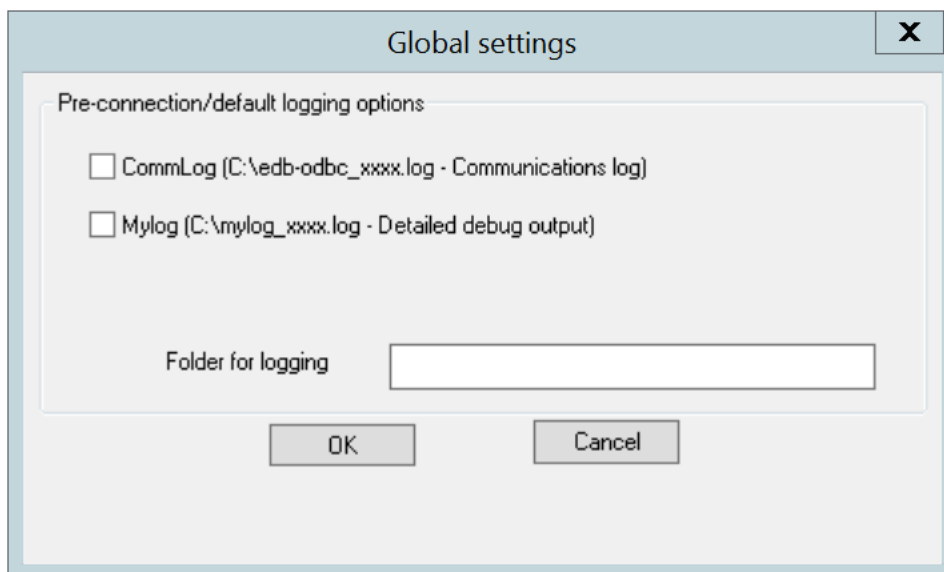 Global settings
X
Pre-connection/default logging options
CommLog (C:\edb-odbc_xxxx.log - Communications log)
Mylog (C:\mylog_xxxx.log - Detailed debug output)
Folder for logging
OK
Cancel